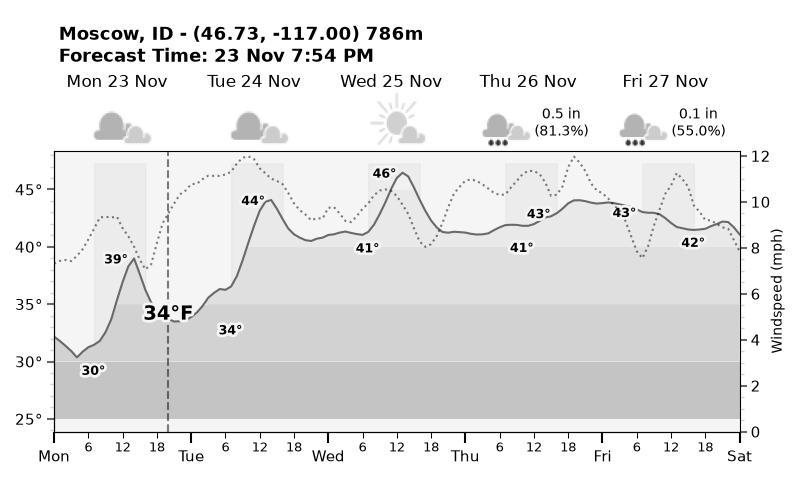 Moscow, ID - (46.73, -117.00) 786m
Forecast Time: 23 Nov 7:54 PM
Mon 23 Nov Tue 24 Nov Wed 25 Nov Thu 26 Nov Fri 27 Nov
0.5 in 0.1 in
(81.3%) (55.0%)
12
46°
45°
44° 10
43° 43°
42°
41° 41°
40° 8
39°
Windspeed (mph)
35° 6
34°F
34°
4
30°
30°
2
25°
0
6 12 18 6 12 18 6 12 18 6 12 18 6 12 18
Mon Tue Wed Thu Fri Sat